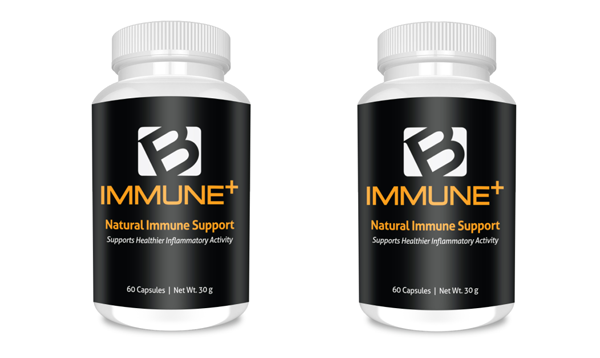 B
IMMUNE+
Natural Immune Support
Supports Healthier Inflammatory Activity
60 Capsules | Net Wt. 30 g
B
IMMUNE+
Natural Immune Support
Supports Healthier Inflammatory Activity
60 Capsules | Net Wt. 30 g